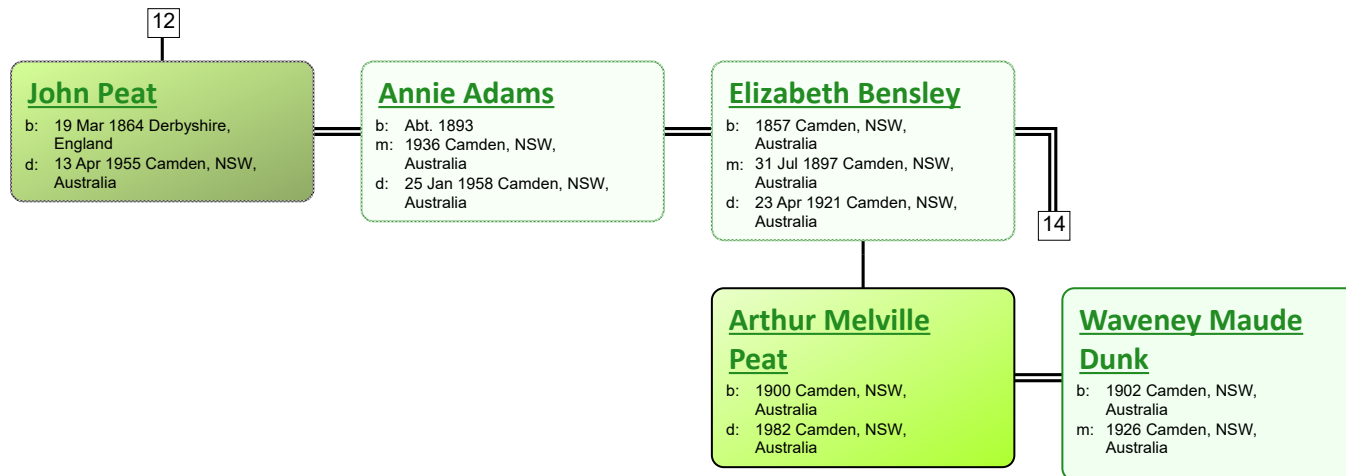 12
John Peat
b: 19 Mar 1864 Derbyshire,
England
d: 13 Apr 1955 Camden, NSW,
Australia
Annie Adams
b: Abt. 1893
m: 1936 Camden, NSW,
Australia
d: 25 Jan 1958 Camden, NSW,
Australia
Elizabeth Bensley
b: 1857 Camden, NSW,
Australia
m: 31 Jul 1897 Camden, NSW,
Australia
d: 23 Apr 1921 Camden, NSW,
Australia
14
Arthur Melville
Peat
b: 1900 Camden, NSW,
Australia
d: 1982 Camden, NSW,
Australia
Waveney Maude
Dunk
b: 1902 Camden, NSW,
Australia
m: 1926 Camden, NSW,
Australia